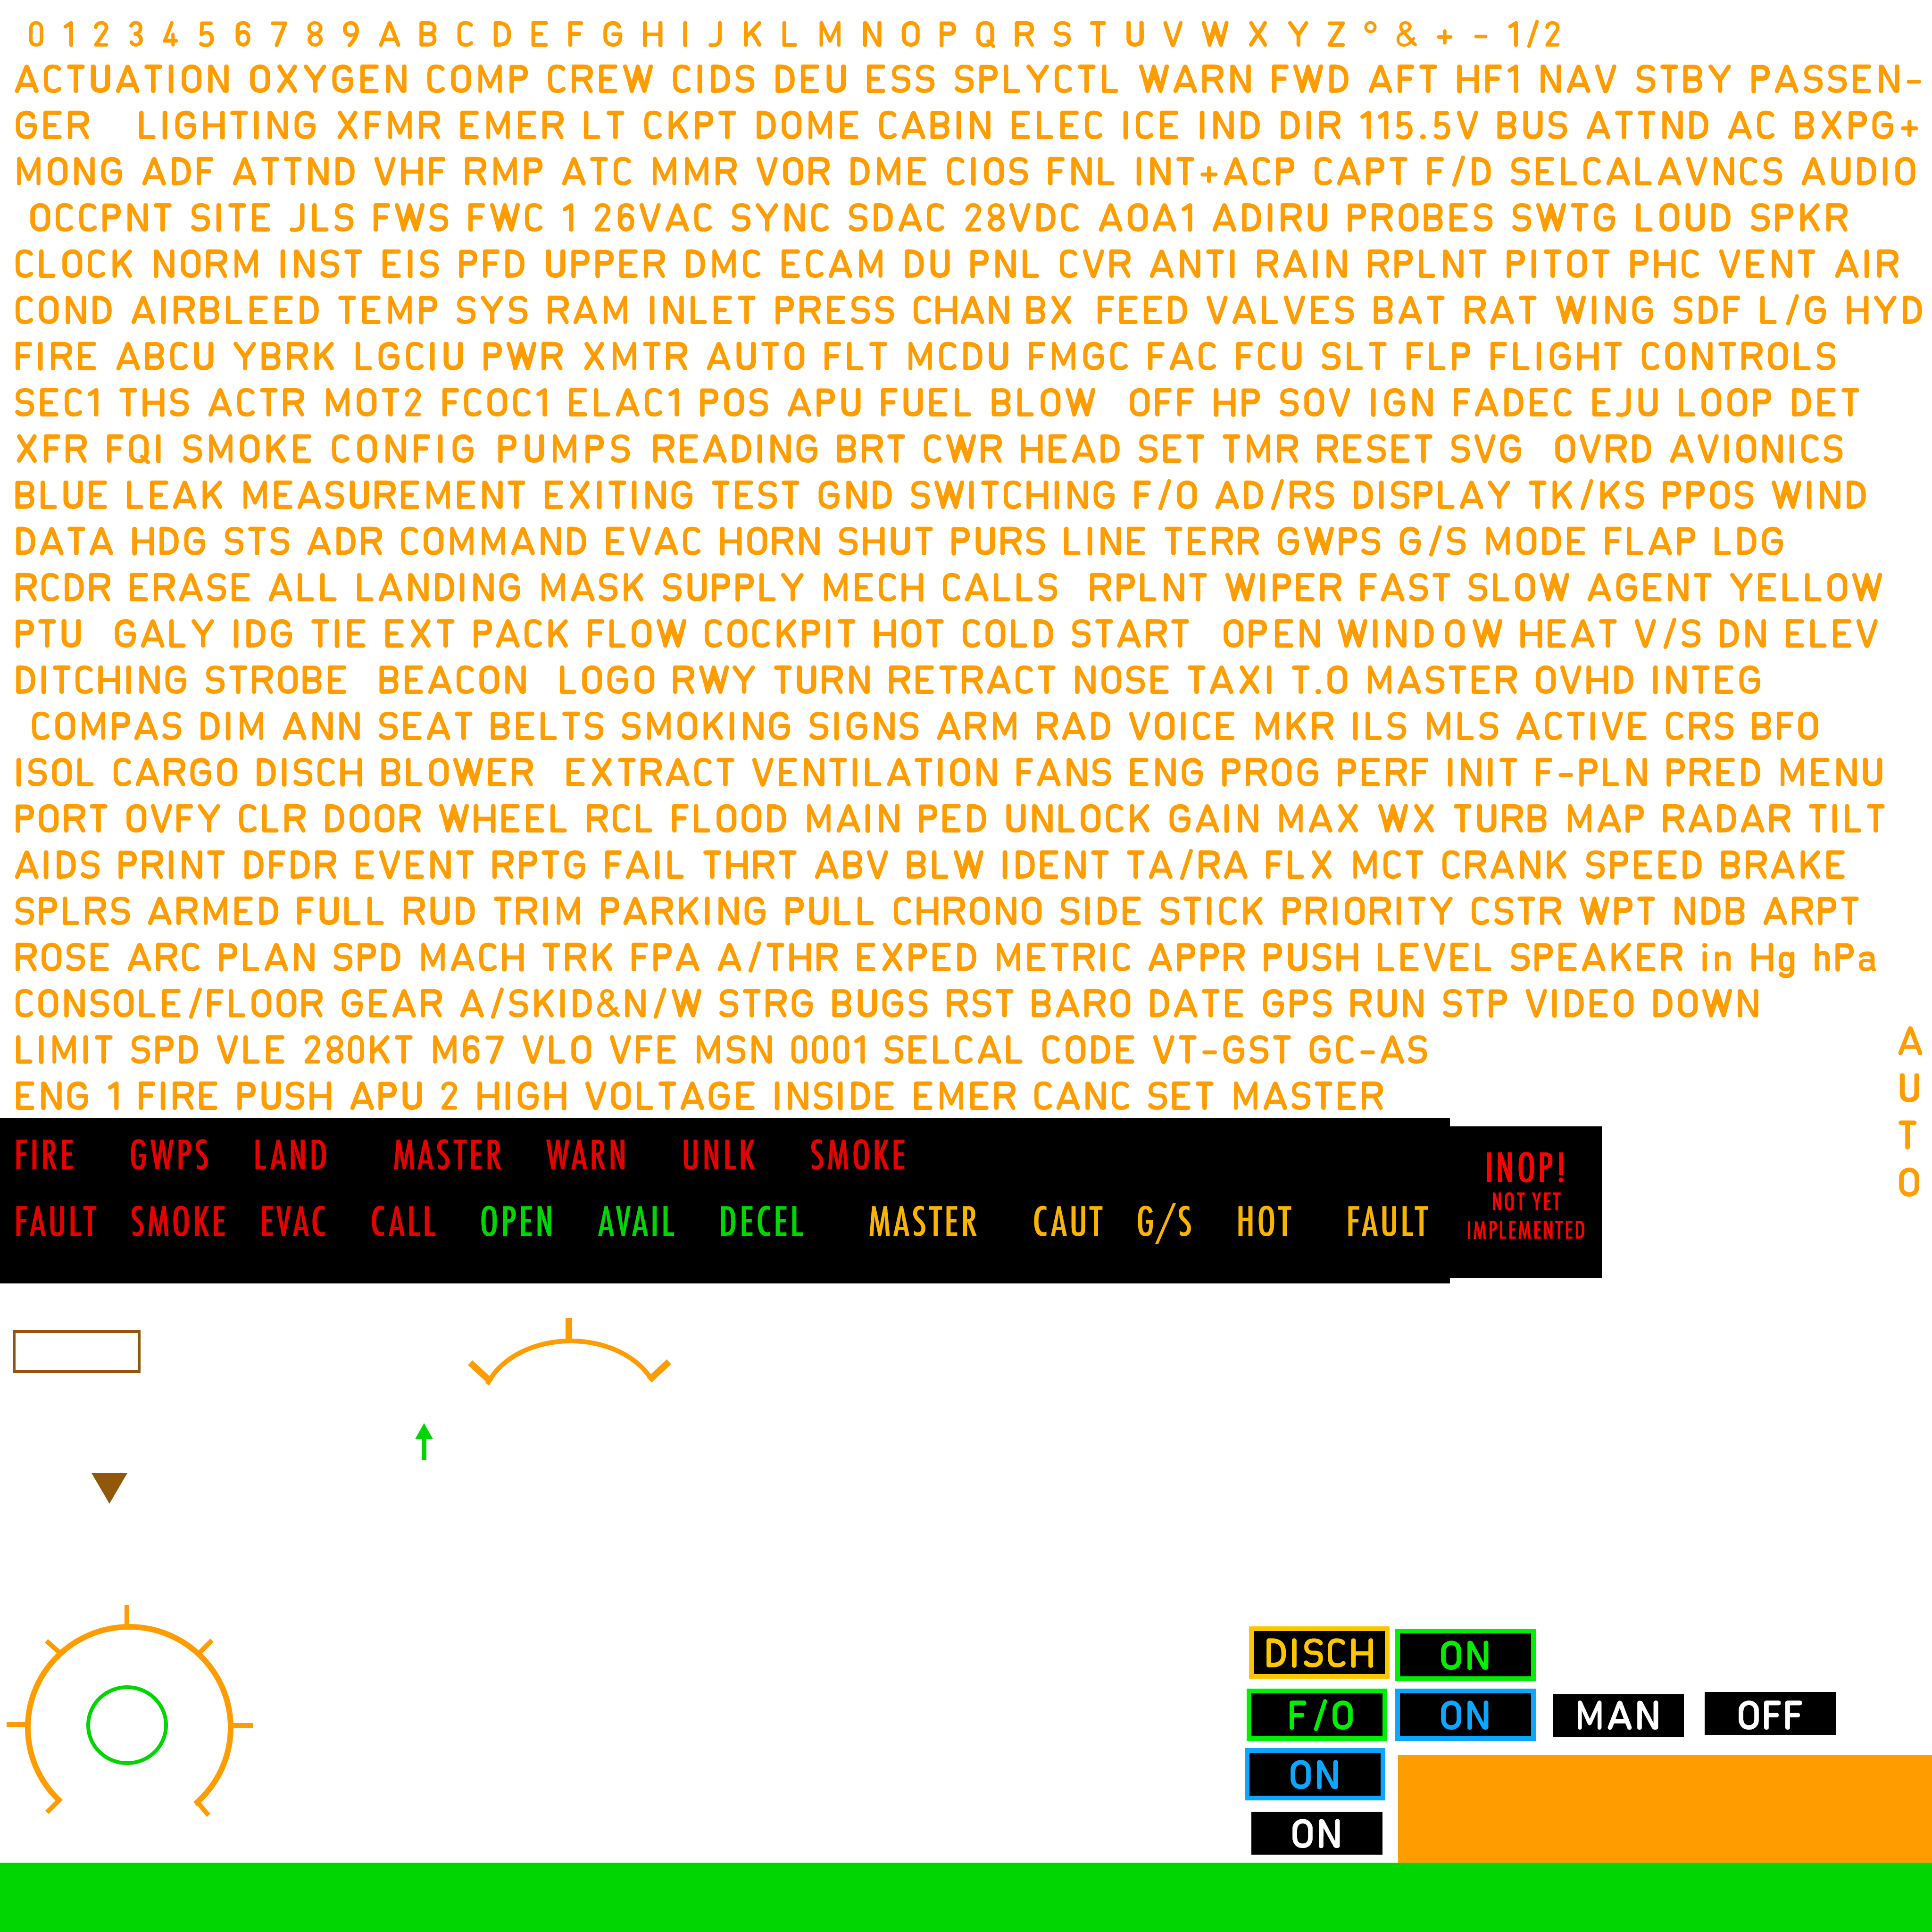 0 1 2 3 4 5 6 7 8 9 A B C D E F G H I J K L M N O P Q R S T U V W X Y Z ° & + - 1/2
ACTUATION OXYGEN COMP CREW CIDS DEU ESS SPLYCTL WARN FWD AFT HF1 NAV STBY PASSEN-
GER LIGHTING XFMR EMER LT CKPT DOME CABIN ELEC ICE IND DIR 115.5V BUS ATTND AC BXPG+
MONG ADF ATTND VHF RMP ATC MMR VOR DME CIOS FNL INT+ACP CAPT F/D SELCALAVNCS AUDIO
OCCPNT SITE JLS FWS FWC 1 26VAC SYNC SDAC 28VDC AOA1 ADIRU PROBES SWTG LOUD SPKR
CLOCK NORM INST EIS PFD UPPER DMC ECAM DU PNL CVR ANTI RAIN RPLNT PITOT PHC VENT AIR
COND AIRBLEED TEMP SYS RAM INLET PRESS CHAN BX FEED VALVES BAT RAT WING SDF L/G HYD
FIRE ABCU YBRK LGCIU PWR XMTR AUTO FLT MCDU FMGC FAC FCU SLT FLP FLIGHT CONTROLS
SEC1 THS ACTR MOT2 FCOC1 ELAC1 POS APU FUEL BLOW OFF HP SOV IGN FADEC EJU LOOP DET
XFR FQI SMOKE CONFIG PUMPS READING BRT CWR HEAD SET TMR RESET SVG OVRD AVIONICS
BLUE LEAK MEASUREMENT EXITING TEST GND SWITCHING F/O AD/RS DISPLAY TK/KS PPOS WIND
DATA HDG STS ADR COMMAND EVAC HORN SHUT PURS LINE TERR GWPS G/S MODE FLAP LDG
RCDR ERASE ALL LANDING MASK SUPPLY MECH CALLS RPLNT WIPER FAST SLOW AGENT YELLOW
PTU GALY IDG TIE EXT PACK FLOW COCKPIT HOT COLD START OPEN WINDOW HEAT V/S DN ELEV
DITCHING STROBE BEACON LOGO RWY TURN RETRACT NOSE TAXI T.O MASTER OVHD INTEG
COMPAS DIM ANN SEAT BELTS SMOKING SIGNS ARM RAD VOICE MKR ILS MLS ACTIVE CRS BFO
ISOL CARGO DISCH BLOWER EXTRACT VENTILATION FANS ENG PROG PERF INIT F-PLN PRED MENU
PORT OVFY CLR DOOR WHEEL RCL FLOOD MAIN PED UNLOCK GAIN MAX WX TURB MAP RADAR TILT
AIDS PRINT DFDR EVENT RPTG FAIL THRT ABV BLW IDENT TA/RA FLX MCT CRANK SPEED BRAKE
SPLRS ARMED FULL RUD TRIM PARKING PULL CHRONO SIDE STICK PRIORITY CSTR WPT NDB ARPT
ROSE ARC PLAN SPD MACH TRK FPA A/THR EXPED METRIC APPR PUSH LEVEL SPEAKER in Hg hPa
CONSOLE/FLOOR GEAR A/SKID&N/W STRG BUGS RST BARO DATE GPS RUN STP VIDEO DOWN
LIMIT SPD VLE 280KT M67 VLO VFE MSN 0001 SELCAL CODE VT-GST GC-AS
ENG 1 FIRE PUSH APU 2 HIGH VOLTAGE INSIDE EMER CANC SET MASTER
A
U
T
O
FIRE GWPS LAND MASTER WARN UNLK SMOKE
FAULT SMOKE EVAC CALL OPEN AVAIL DECEL MASTER CAUT G/S HOT FAULT
INOP!
NOT YET
IMPLEMENTED
DISCH ON
F/O ON MAN OFF
ON
ON